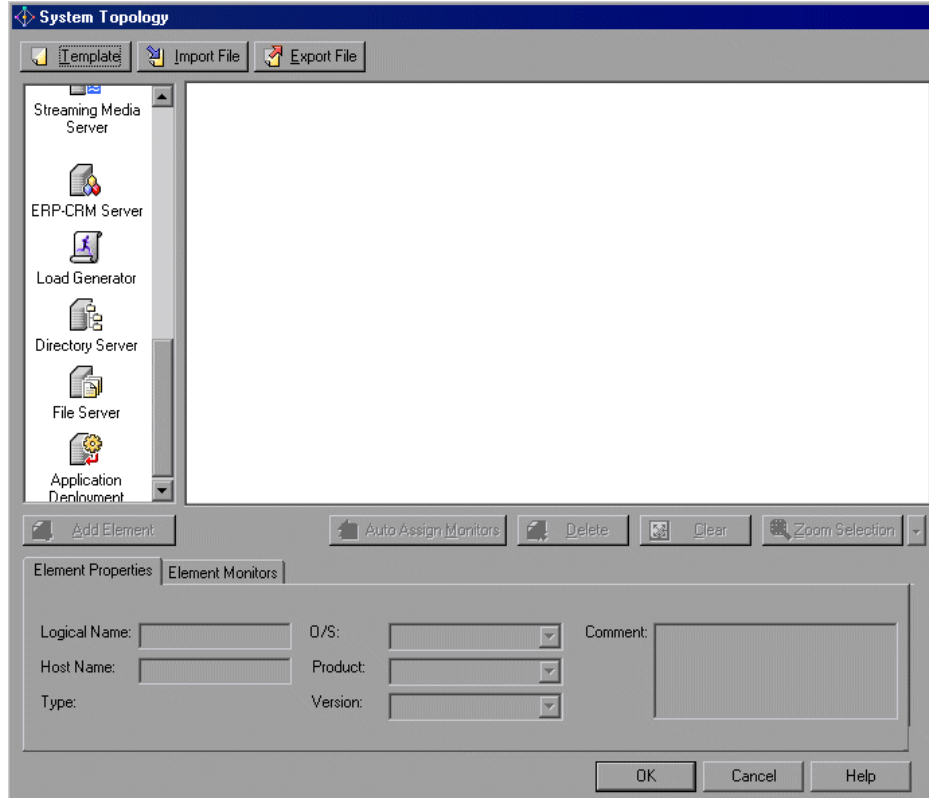 System Topology
Template
Import File
Export File
Streaming Media
Server
ERP-CRM Server
Load Generator
Directory Server
File Server
Application
Deployment
Add Element
Auto Assign Monitors
Delete
Clear
Zoom Selection
Element Properties
Element Monitors
Logical Name:
O/S:
Comment:
Host Name:
Product:
Type:
Version:
OK
Cancel
Help